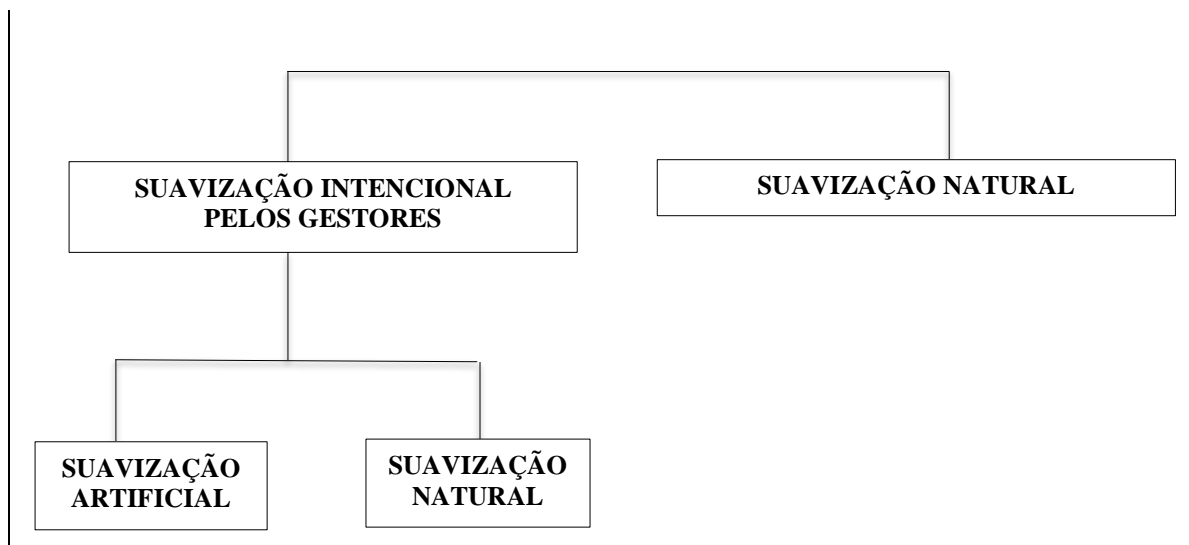 SUAVIZAÇÃO INTENCIONAL
PELOS GESTORES
SUAVIZAÇÃO NATURAL
SUAVIZAÇÃO
ARTIFICIAL
SUAVIZAÇÃO
NATURAL